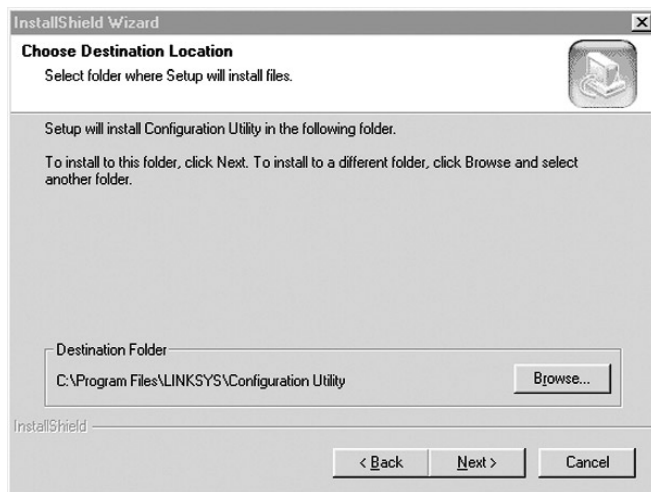 InstallShield Wizard
Choose Destination Location
Select folder where Setup will install files.
Setup will install Configuration Utility in the following folder.
To install to this folder, click Next. To install to a different folder, click Browse and select
another folder.
Destination Folder
C:\Program Files\LINKSYS\Configuration Utility
Browse...
InstallShield
< Back
Next >
Cancel